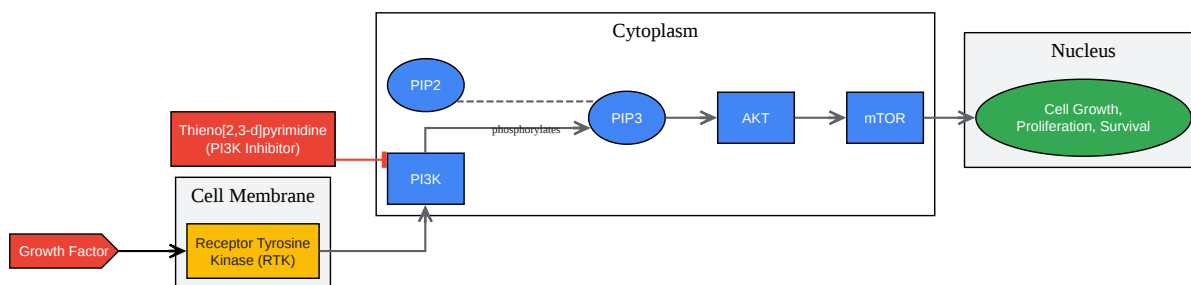 Cytoplasm
Nucleus
PIP2
Cell Growth,
Proliferation, Survival
Thieno[2,3-d]pyrimidine
(PI3K Inhibitor)
PIP3
AKT
mTOR
phosphorylates
PI3K
Cell Membrane
Growth Factor
Receptor Tyrosine
Kinase (RTK)